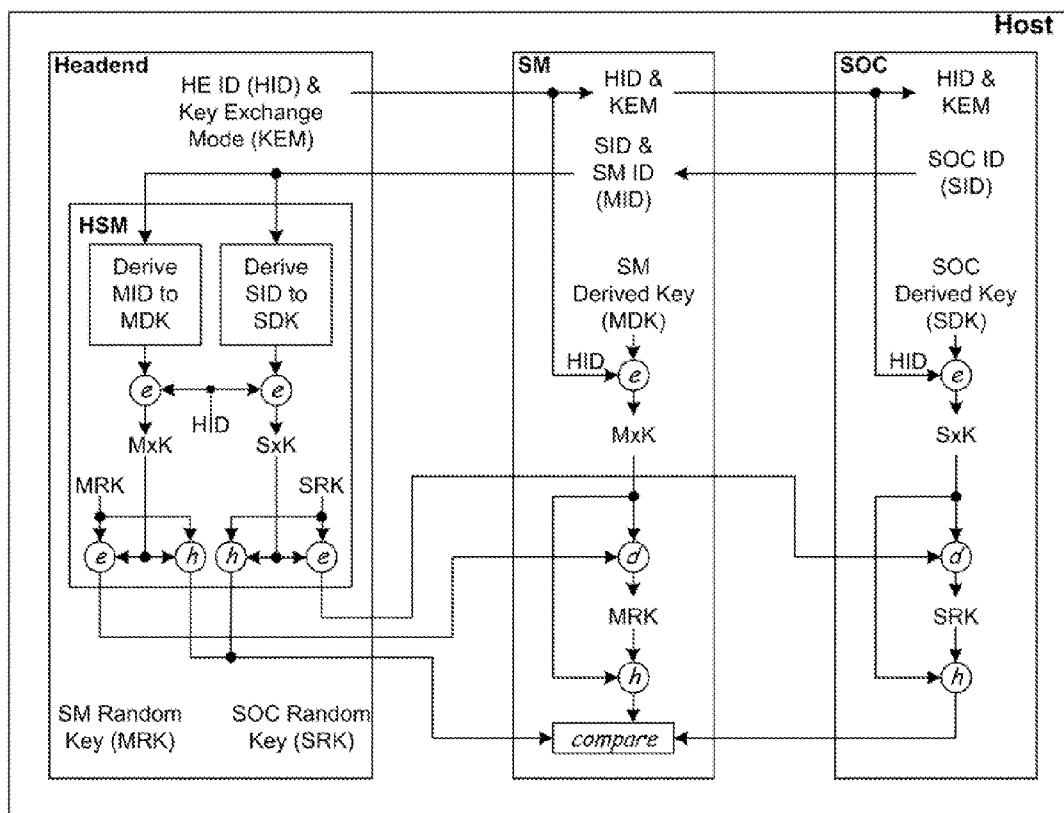 Host
Headend
HE ID (HID) &
Key Exchange
Mode (KEM)
HSM
Derive
MID to
MDK
Derive
SID to
SDK
e
e
HID
MxK
SxK
MRK
SRK
e
h
h
e
SM Random
Key (MRK)
SOC Random
Key (SRK)
SM
HID &
KEM
SID &
SM ID
(MID)
SM
Derived Key
(MDK)
HID
e
MxK
d
MRK
h
compare
SOC
HID &
KEM
SOC ID
(SID)
SOC
Derived Key
(SDK)
HID
e
SxK
d
SRK
h